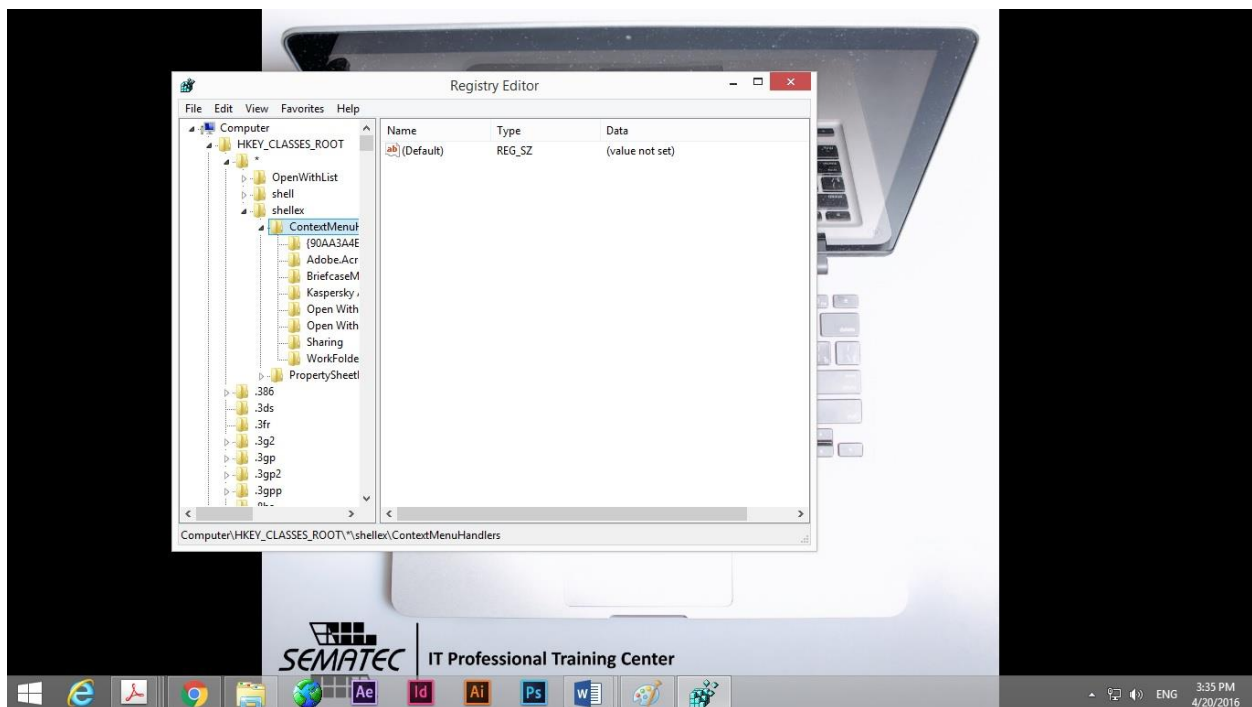 Registry Editor
File Edit View Favorites Help
Computer
HKEY_CLASSES_ROOT
*
OpenWithList
shell
shellex
ContextMenuH
{90AA3A4E
Adobe.Acr
BriefcaseM
Kaspersky
Open With
Open With
Sharing
WorkFolde
PropertySheetI
.386
.3ds
.3fr
.3g2
.3gp
.3gp2
.3gpp
Name Type Data
ab (Default) REG_SZ (value not set)
Computer\HKEY_CLASSES_ROOT\*\shellex\ContextMenuHandlers
SEMATEC IT Professional Training Center
Ae Id Ai Ps W
ENG
3:35 PM
4/20/2016